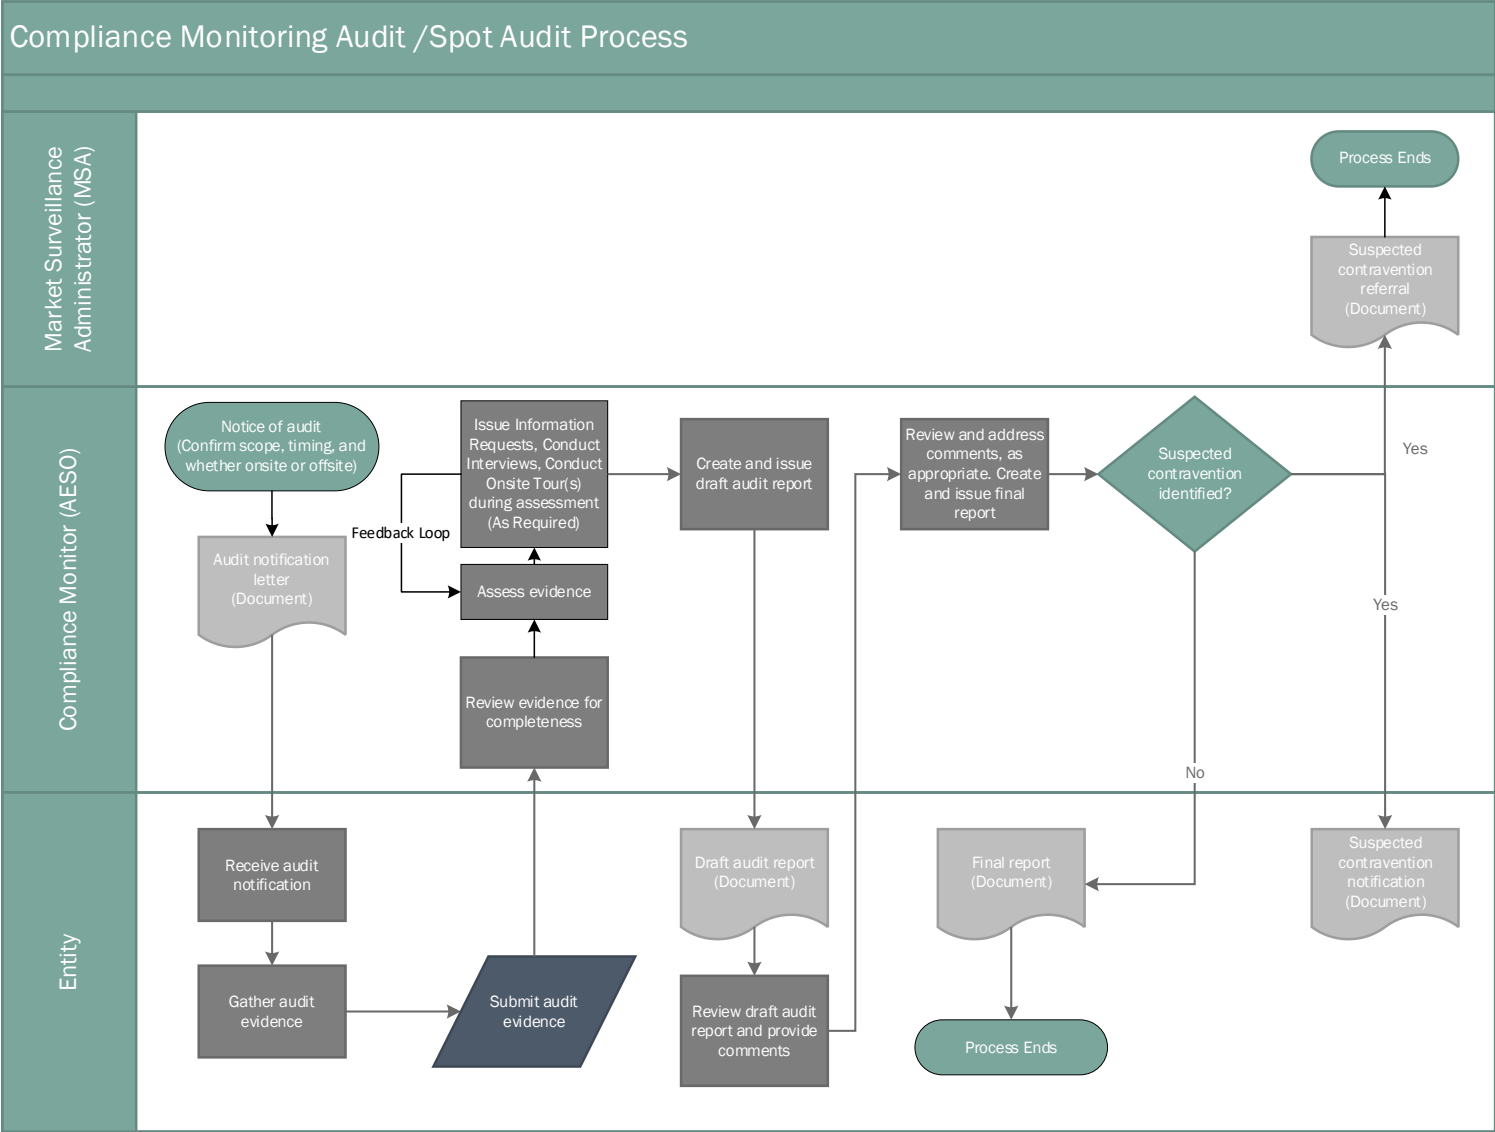 Compliance Monitoring Audit /Spot Audit Process
Market Surveillance
Administrator (MSA)
Process Ends
Suspected
contravention
referral
(Document)
Compliance Monitor (AESO)
Notice of audit
(Confirm scope, timing, and
whether onsite or offsite)
Audit notification
letter
(Document)
Issue Information
Requests, Conduct
Interviews, Conduct
Onsite Tour(s)
during assessment
(As Required)
Feedback Loop
Assess evidence
Review evidence for
completeness
Create and issue
draft audit report
Review and address
comments, as
appropriate. Create
and issue final
report
Suspected
contravention
identified?
Yes
Yes
No
Entity
Receive audit
notification
Gather audit
evidence
Submit audit
evidence
Draft audit report
(Document)
Review draft audit
report and provide
comments
Final report
(Document)
Process Ends
Suspected
contravention
notification
(Document)